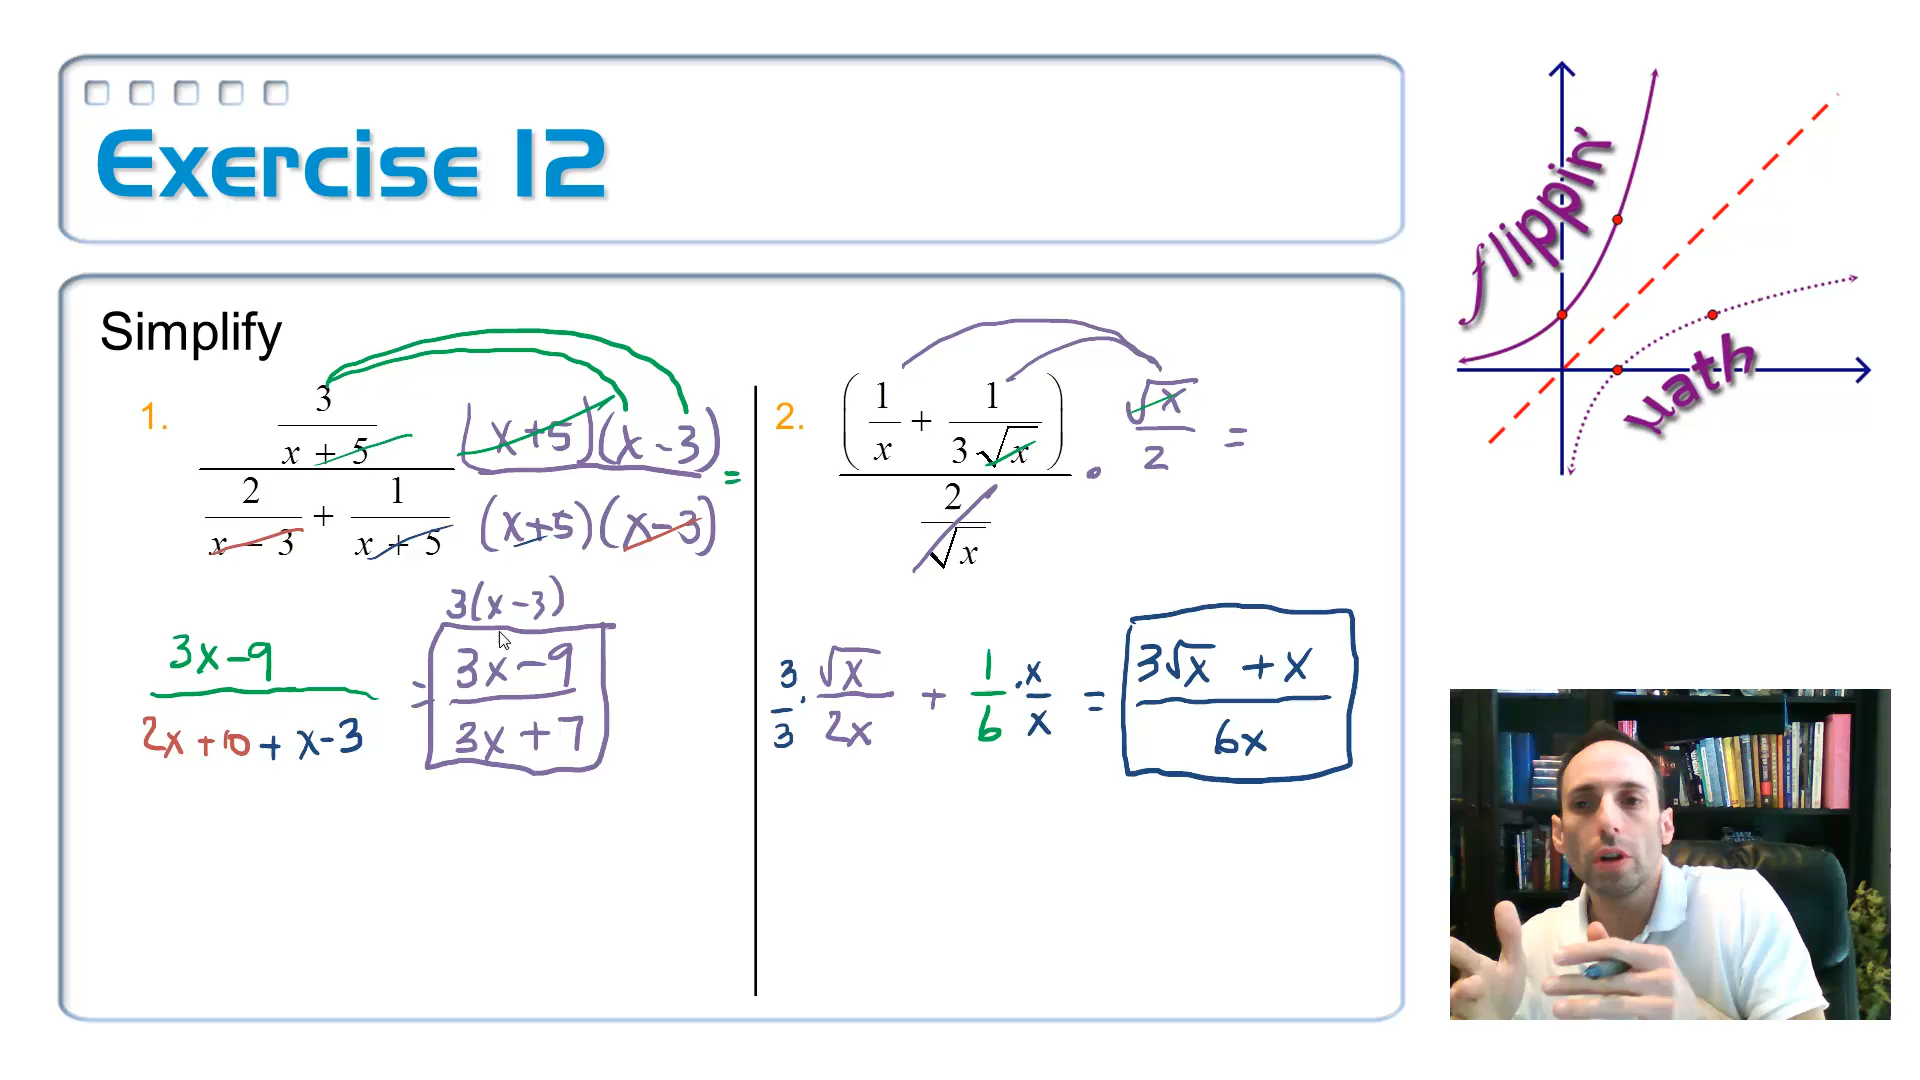 Exercise 12
Simplify
1.
3
x + 5
(x+5)(x-3)
=
2
x - 3
+
1
x + 5
(x+5)(x-3)
3x-9
2x+10+x-3
=
3(x-3)
3x-9
3x+7
2.
(1/x + 1/3√x)
2
√x
·
√x
2
=
3
3
·
√x
2x
+
1
6
·
x
x
=
3√x + x
6x
flippin'
math